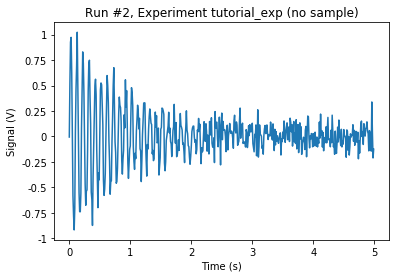 Run #2, Experiment tutorial_exp (no sample)
1
0.75
0.5
0.25
0
-0.25
-0.5
-0.75
-1
Signal (V)
0 1 2 3 4 5
Time (s)